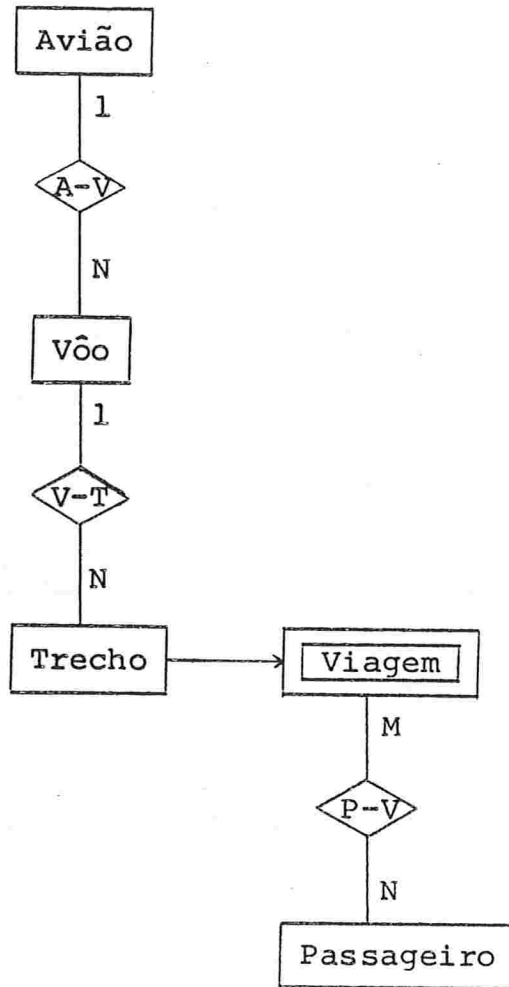 Avião
1
A-V
N
Vôo
1
V-T
N
Trecho
Viagem
M
P-V
N
Passageiro